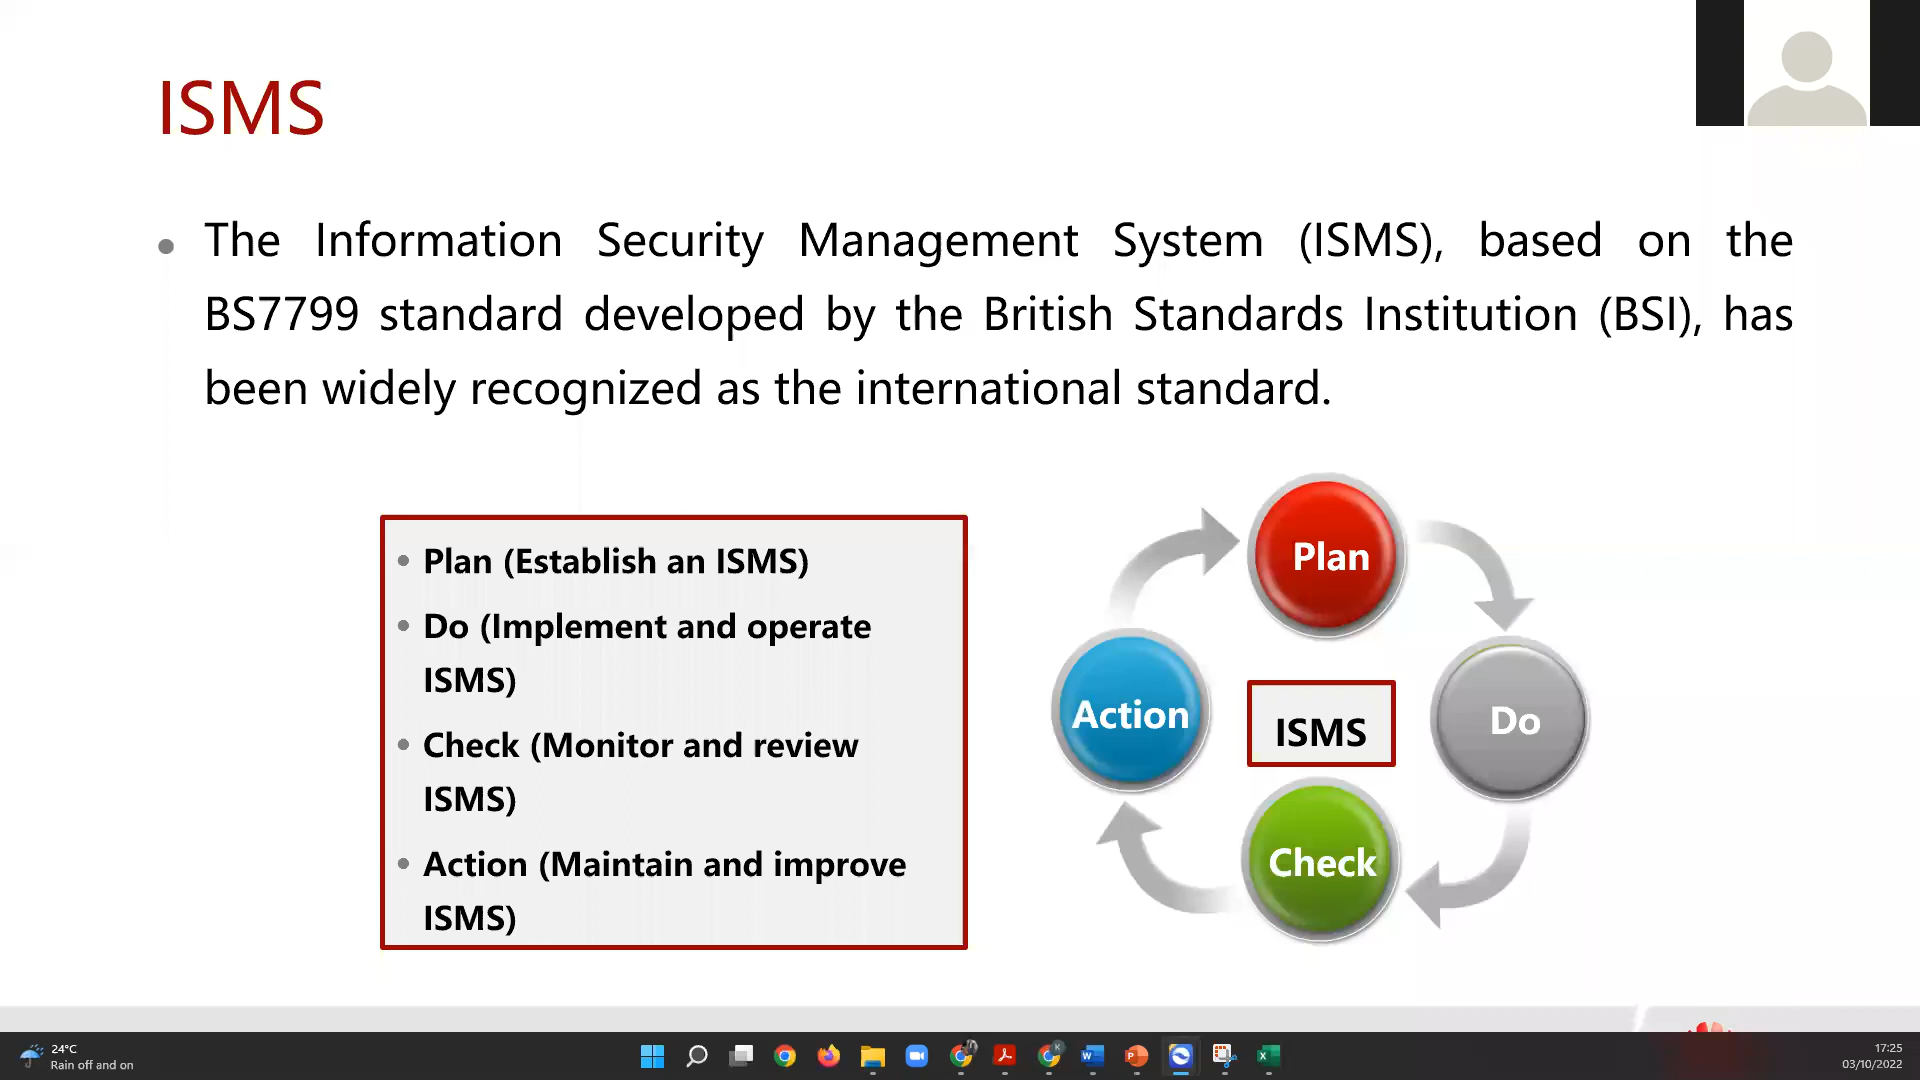 ISMS
The Information Security Management System (ISMS), based on the
BS7799 standard developed by the British Standards Institution (BSI), has
been widely recognized as the international standard.
Plan (Establish an ISMS)
Do (Implement and operate
ISMS)
Check (Monitor and review
ISMS)
Action (Maintain and improve
ISMS)
Plan
Action
Do
ISMS
Check
24°C
Rain off and on
17:25
03/10/2022